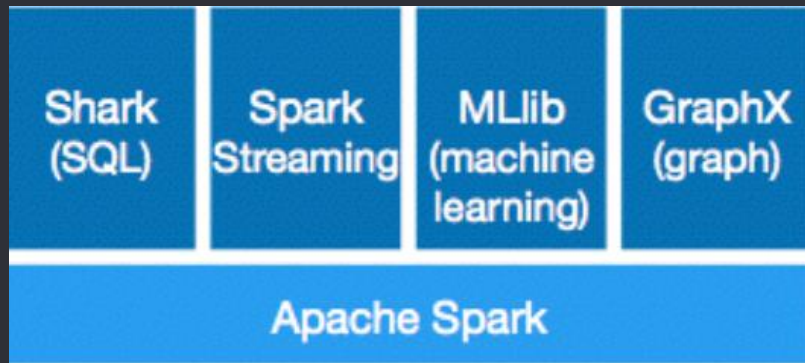 Shark
(SQL)
Spark
Streaming
MLlib
(machine
learning)
GraphX
(graph)
Apache Spark